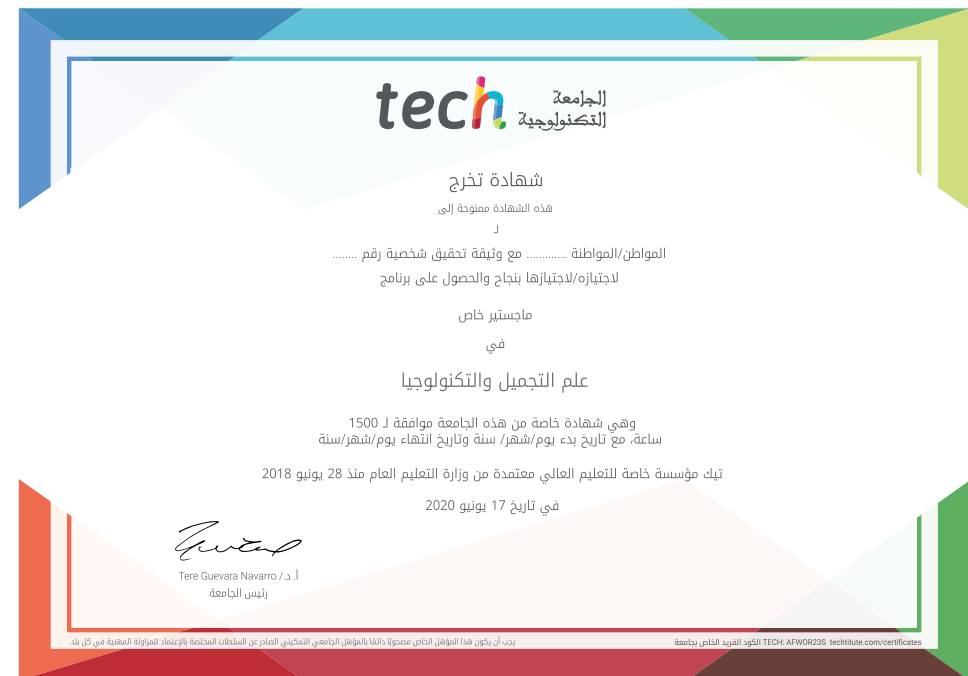 tech الجامعة
التكنولوجية
شهادة تخرج
هذه الشهادة ممنوحة إلى
لـ
المواطن/المواطنة ............ مع وثيقة تحقيق شخصية رقم ........
لاجتيازه/لاجتيازها بنجاح والحصول على برنامج
ماجستير خاص
في
علم التجميل والتكنولوجيا
وهي شهادة خاصة من هذه الجامعة موافقة لـ 1500
ساعة، مع تاريخ بدء يوم/شهر/ سنة وتاريخ انتهاء يوم/شهر/سنة
تيك مؤسسة خاصة للتعليم العالي معتمدة من وزارة التعليم العام منذ 28 يونيو 2018
في تاريخ 17 يونيو 2020
أ. د./ Tere Guevara Navarro
رئيس الجامعة
يجب أن يكون هذا المؤهل الخاص مصحوبًا دائمًا بالمؤهل الجامعي التمكيني الصادر عن السلطات المختصة بالإعتماد للمزاولة المهنية في كل بلد.
الكود الفريد الخاص بجامعة TECH: AFWOR23S techtitute.com/certificates